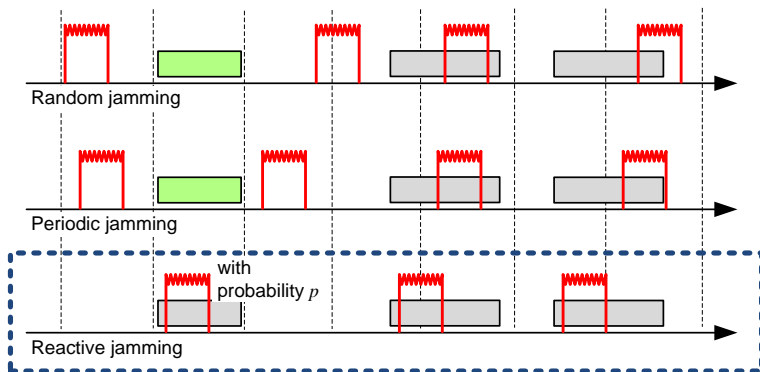 Random jamming
Periodic jamming
with
probability p
Reactive jamming